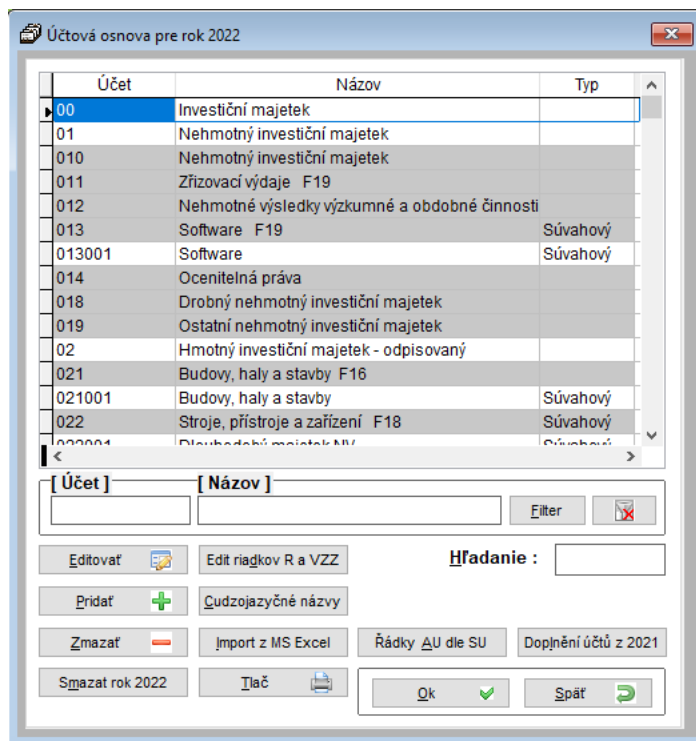 Účtová osnova pre rok 2022
Účet Názov Typ
00 Investiční majetek
01 Nehmotný investiční majetek
010 Nehmotný investiční majetek
011 Zřizovací výdaje F19
012 Nehmotné výsledky výzkumné a obdobné činnosti
013 Software F19 Súvahový
013001 Software Súvahový
014 Ocenitelná práva
018 Drobný nehmotný investiční majetek
019 Ostatní nehmotný investiční majetek
02 Hmotný investiční majetek - odpisovaný
021 Budovy, haly a stavby F16
021001 Budovy, haly a stavby Súvahový
022 Stroje, přístroje a zařízení F18 Súvahový
[ Účet ] [ Názov ]
Filter
Editovať Edit riadkov R a VZZ Hľadanie :
Pridať Cudzojazyčné názvy
Zmazať Import z MS Excel Řádky AU dle SU Doplnění účtů z 2021
Smazat rok 2022 Tlač Ok Späť